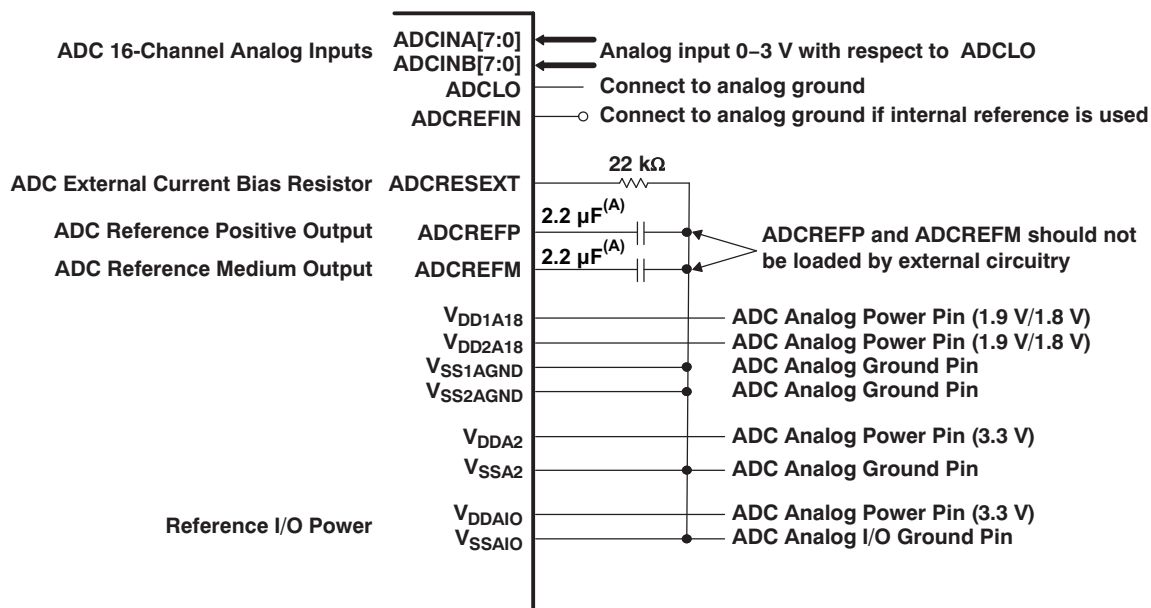 ADC 16-Channel Analog Inputs
ADCINA[7:0]
ADCINB[7:0]
Analog input 0–3 V with respect to ADCLO
ADCLO
Connect to analog ground
ADCREFIN
Connect to analog ground if internal reference is used
22 kΩ
ADC External Current Bias Resistor
ADCRESEXT
2.2 µF(A)
ADC Reference Positive Output
ADCREFP
ADCREFP and ADCREFM should not
be loaded by external circuitry
2.2 µF(A)
ADC Reference Medium Output
ADCREFM
VDD1A18
ADC Analog Power Pin (1.9 V/1.8 V)
VDD2A18
ADC Analog Power Pin (1.9 V/1.8 V)
VSS1AGND
ADC Analog Ground Pin
VSS2AGND
ADC Analog Ground Pin
VDDA2
ADC Analog Power Pin (3.3 V)
VSSA2
ADC Analog Ground Pin
Reference I/O Power
VDDAIO
ADC Analog Power Pin (3.3 V)
VSSAIO
ADC Analog I/O Ground Pin